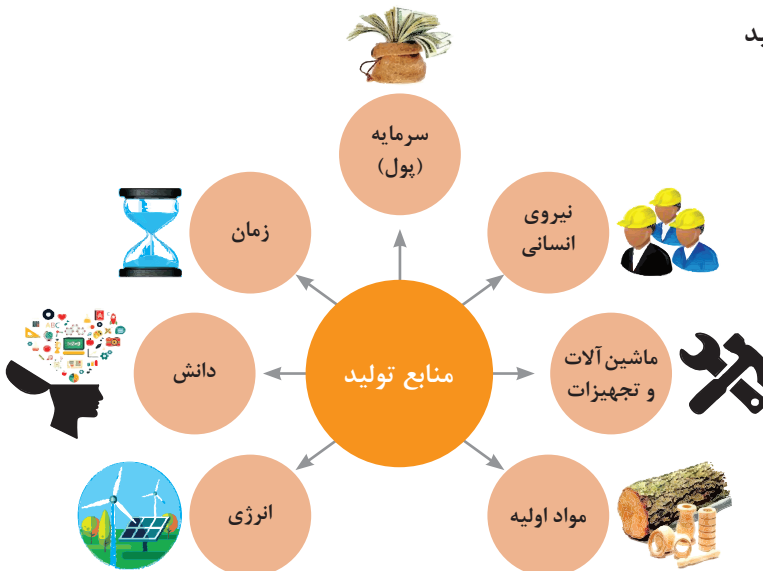 سرمایه
(پول)
نیروی
انسانی
زمان
ماشین‌آلات
و تجهیزات
منابع تولید
دانش
مواد اولیه
انرژی